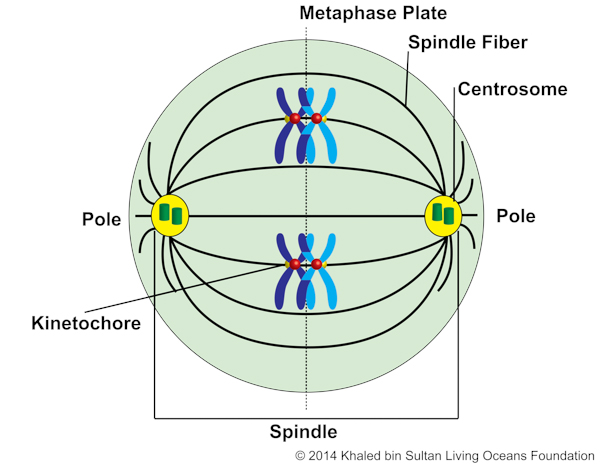 Metaphase Plate
Spindle Fiber
Centrosome
Pole
Pole
Kinetochore
Spindle
© 2014 Khaled bin Sultan Living Oceans Foundation